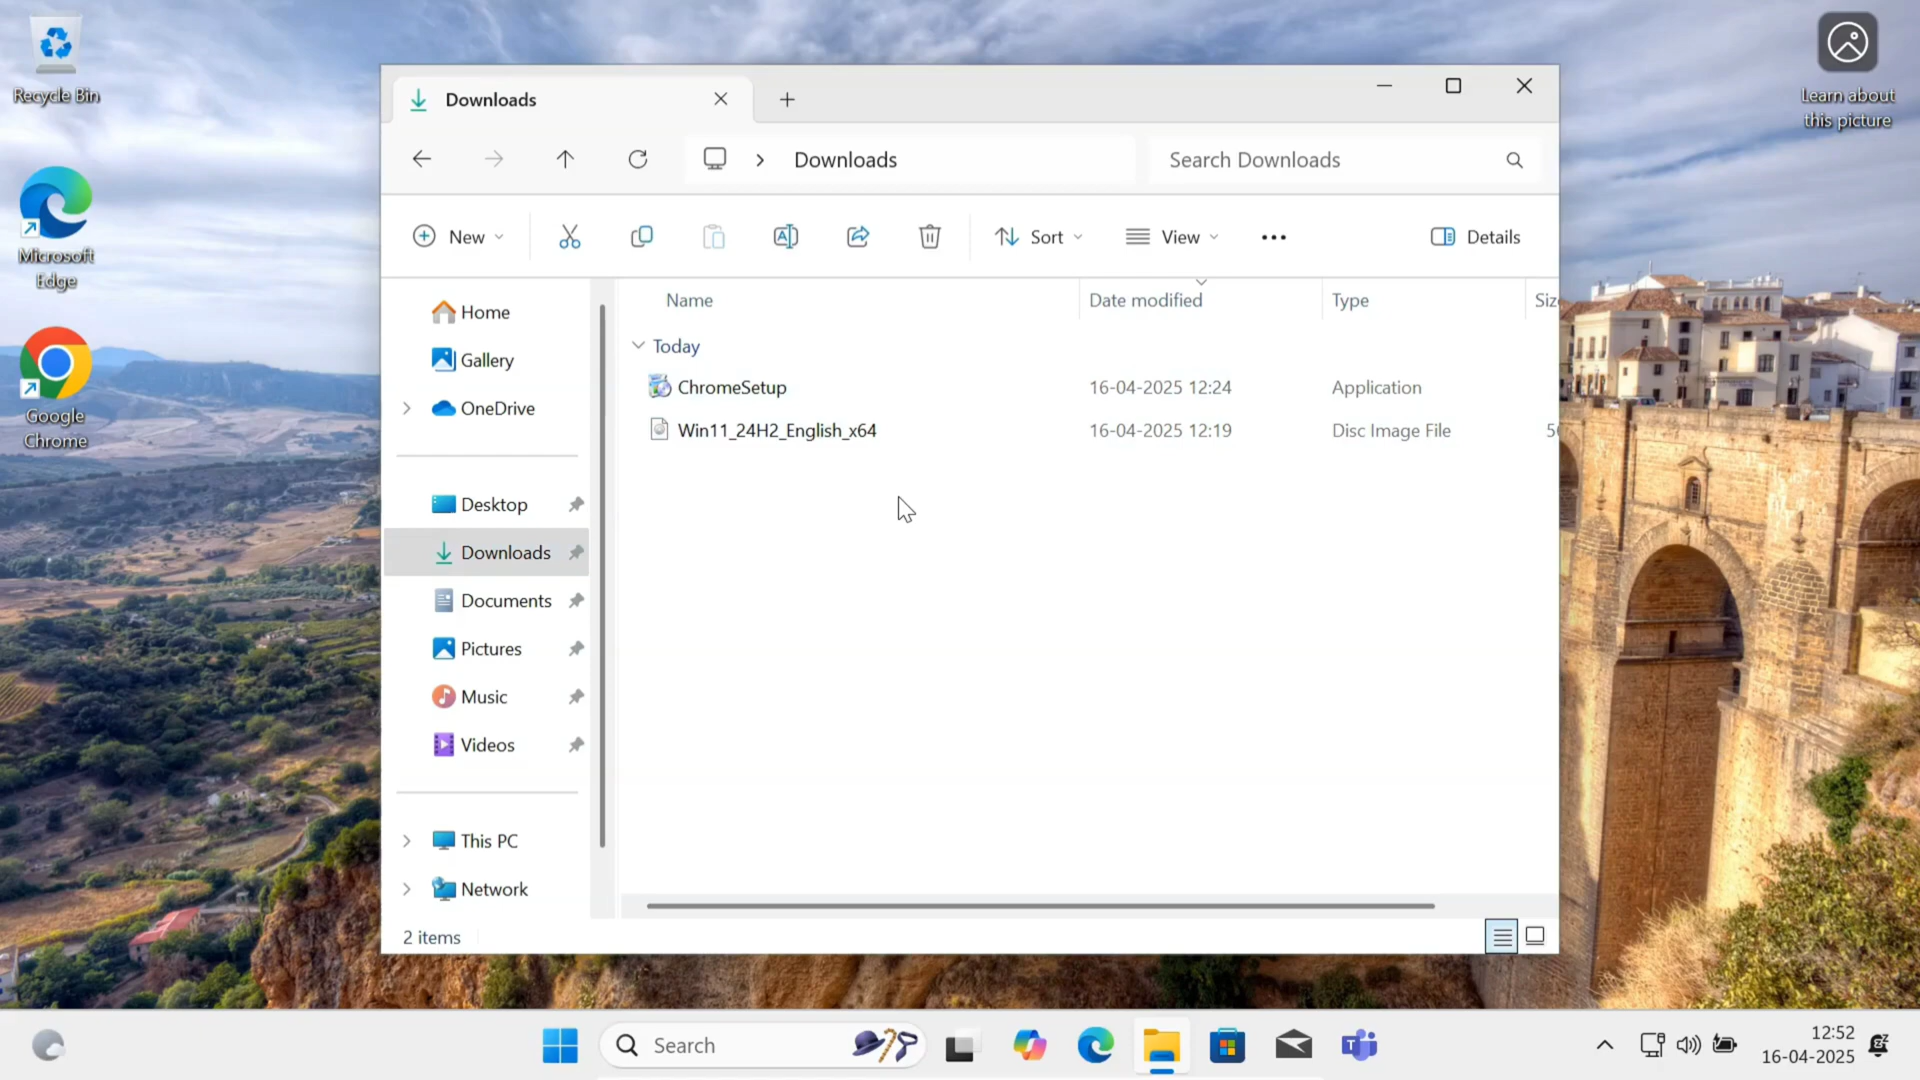 Recycle Bin
Microsoft
Edge
Google
Chrome
Learn about
this picture
Downloads
Downloads
Search Downloads
New
Sort
View
Details
Home
Gallery
OneDrive
Desktop
Downloads
Documents
Pictures
Music
Videos
This PC
Network
Name Date modified Type Siz
Today
ChromeSetup 16-04-2025 12:24 Application
Win11_24H2_English_x64 16-04-2025 12:19 Disc Image File 56
2 items
Search
12:52
16-04-2025